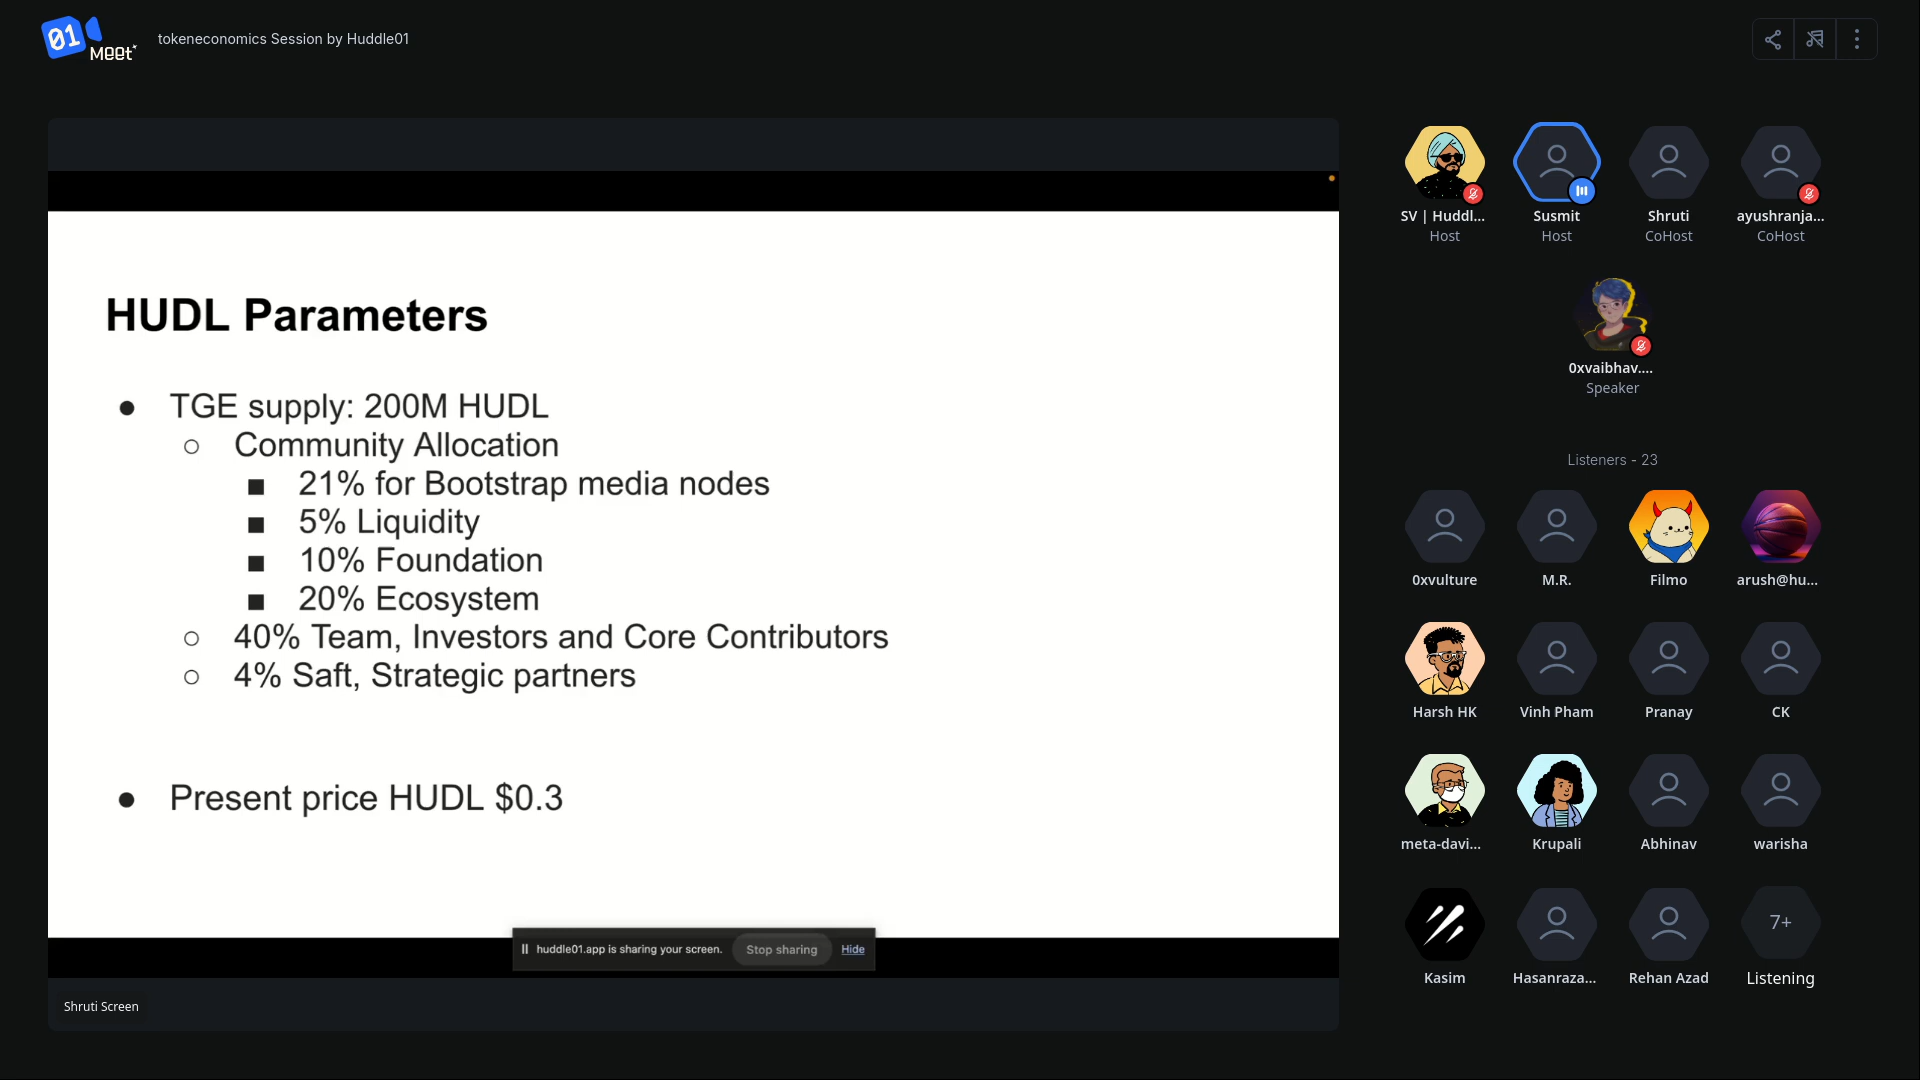 01
Meet
tokeneconomics Session by Huddle01
HUDL Parameters
● TGE supply: 200M HUDL
○ Community Allocation
■ 21% for Bootstrap media nodes
■ 5% Liquidity
■ 10% Foundation
■ 20% Ecosystem
○ 40% Team, Investors and Core Contributors
○ 4% Saft, Strategic partners
● Present price HUDL $0.3
huddle01.app is sharing your screen. Stop sharing Hide
Shruti Screen
SV | Huddl... Susmit Shruti ayushranja...
Host Host CoHost CoHost
0xvaibhav....
Speaker
Listeners - 23
0xvulture M.R. Filmo arush@hu...
Harsh HK Vinh Pham Pranay CK
meta-davi... Krupali Abhinav warisha
7+
Kasim Hasanraza... Rehan Azad Listening